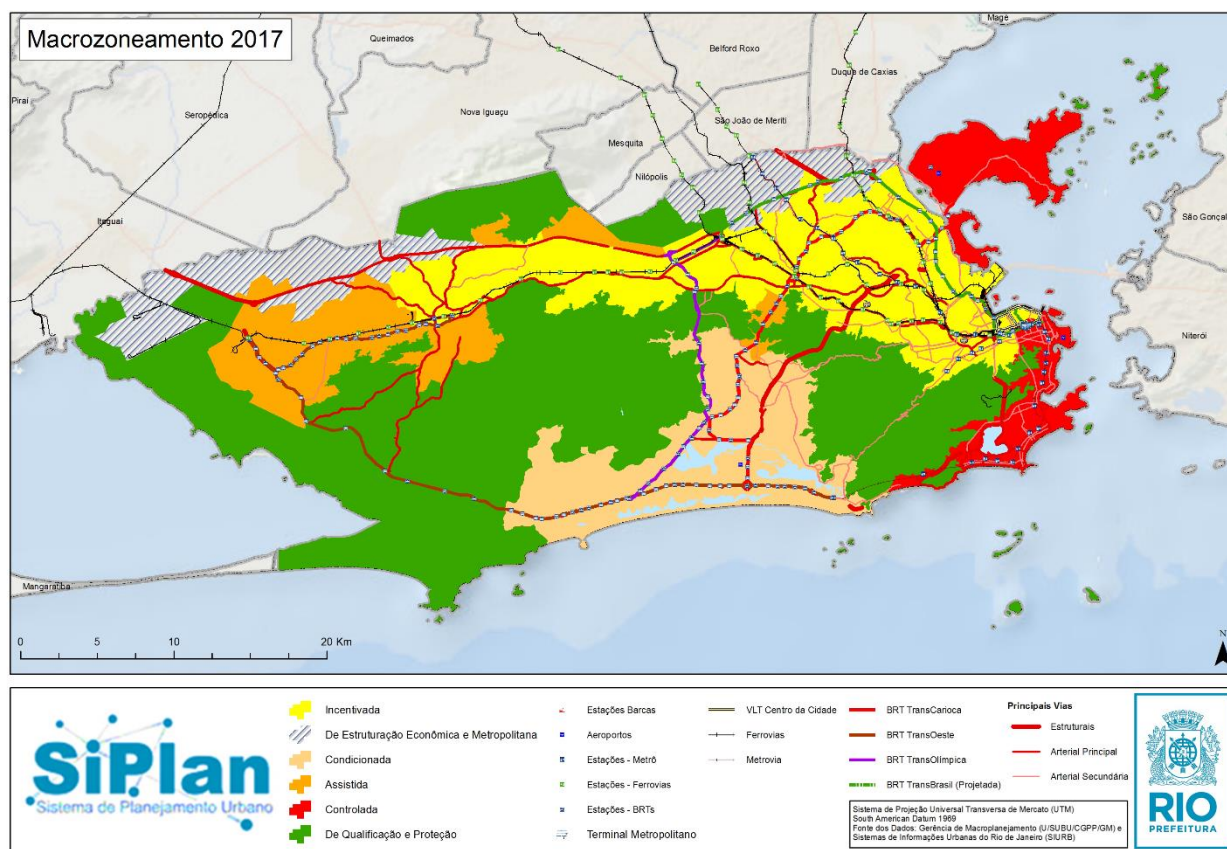 Macrozoneamento 2017
Magé
Queimados
Belford Roxo
Duque de Caxias
Piraí
Seropédica
Nova Iguaçu
São João de Meriti
Mesquita
Nilópolis
Itaguaí
São Gonçal
Niterói
Mangaratiba
0 5 10 20 Km
N
SiPlan
Sistema de Planejamento Urbano
Incentivada
De Estruturação Econômica e Metropolitana
Condicionada
Assistida
Controlada
De Qualificação e Proteção
Estações Barcas
Aeroportos
Estações - Metrô
Estações - Ferrovias
Estações - BRTs
Terminal Metropolitano
VLT Centro da Cidade
Ferrovias
Metrovia
BRT TransCarioca
BRT TransOeste
BRT TransOlímpica
BRT TransBrasil (Projetada)
Principais Vias
Estruturais
Arterial Principal
Arterial Secundária
Sistema de Projeção Universal Transversa de Mercato (UTM)
South American Datum 1969
Fonte dos Dados: Gerência de Macroplanejamento (U/SUBU/CGPP/GM) e
Sistemas de Informações Urbanas do Rio de Janeiro (SIURB)
RIO
PREFEITURA